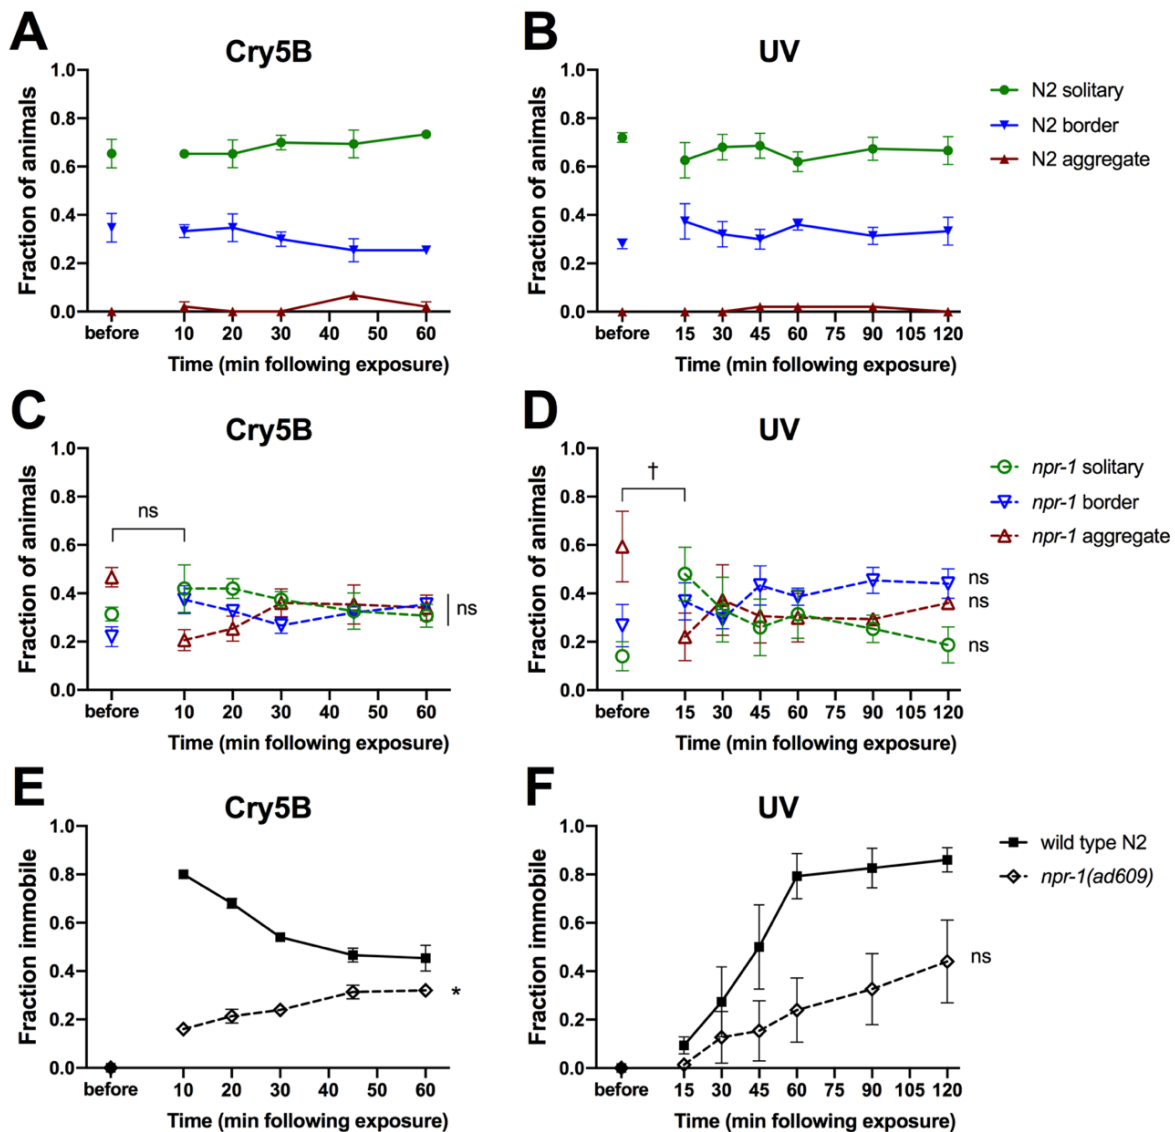 A
Cry5B
Fraction of animals
1.0
0.8
0.6
0.4
0.2
0.0
before 10 20 30 40 50 60
Time (min following exposure)
B
UV
Fraction of animals
1.0
0.8
0.6
0.4
0.2
0.0
before 15 30 45 60 75 90 105 120
Time (min following exposure)
N2 solitary
N2 border
N2 aggregate
C
Cry5B
Fraction of animals
1.0
0.8
0.6
0.4
0.2
0.0
ns
ns
before 10 20 30 40 50 60
Time (min following exposure)
D
UV
Fraction of animals
1.0
0.8
0.6
0.4
0.2
0.0
†
ns
ns
ns
before 15 30 45 60 75 90 105 120
Time (min following exposure)
npr-1 solitary
npr-1 border
npr-1 aggregate
E
Cry5B
Fraction immobile
1.0
0.8
0.6
0.4
0.2
0.0
*
before 10 20 30 40 50 60
Time (min following exposure)
F
UV
Fraction immobile
1.0
0.8
0.6
0.4
0.2
0.0
ns
before 15 30 45 60 75 90 105 120
Time (min following exposure)
wild type N2
npr-1(ad609)